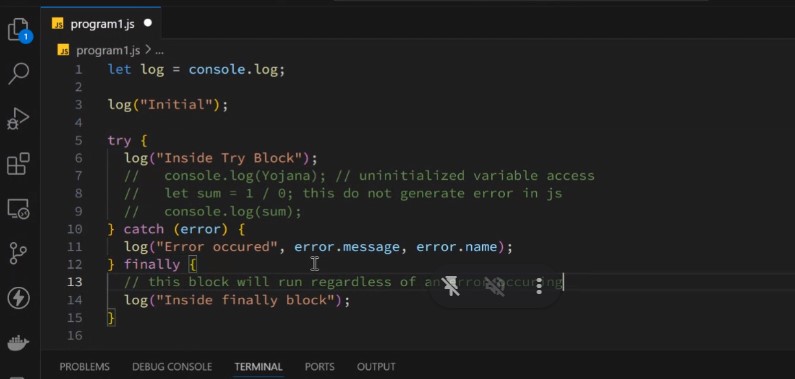 1
JS program1.js
JS program1.js > ...
1 let log = console.log;
2
3 log("Initial");
4
5 try {
6 log("Inside Try Block");
7 // console.log(Yojana); // uninitialized variable access
8 // let sum = 1 / 0; this do not generate error in js
9 // console.log(sum);
10 } catch (error) {
11 log("Error occured", error.message, error.name);
12 } finally {
13 // this block will run regardless of an error occuring
14 log("Inside finally block");
15 }
16
PROBLEMS DEBUG CONSOLE TERMINAL PORTS OUTPUT